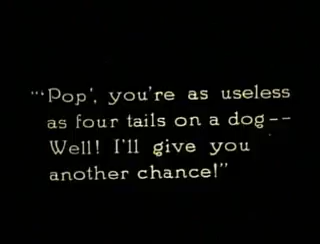 "'Pop', you're as useless
as four tails on a dog--
Well! I'll give you
another chance!"